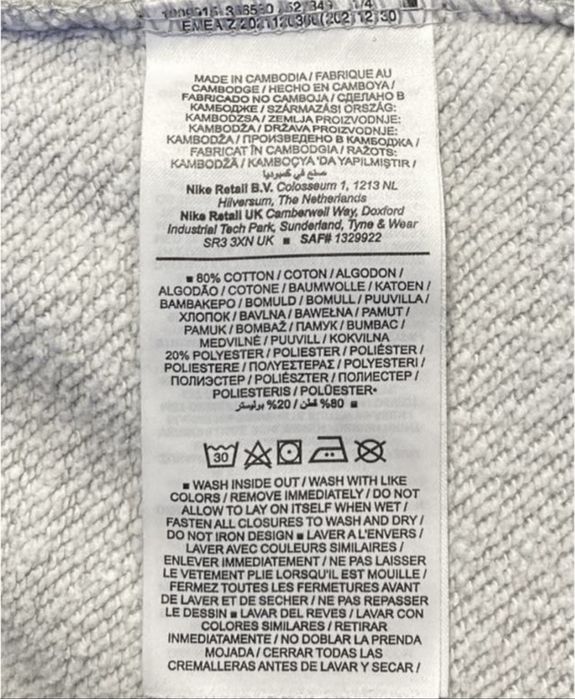 MADE IN CAMBODIA / FABRIQUE AU
CAMBODGE / HECHO EN CAMBOYA /
FABRICADO NO CAMBOJA / СДЕЛАНО В
КАМБОДЖЕ / SZÁRMAZÁSI ORSZÁG:
KAMBODZSA / ZEMLJA PROIZVODNJE:
KAMBODŽA / DRŽAVA PROIZVODNJE:
KAMBODŽA / ПРОИЗВЕДЕНО В КАМБОДЖА /
FABRICAT ÎN CAMBODGIA / RAŽOTS:
KAMBODŽĀ / KAMBOÇYA 'DA YAPILMIŞTIR /
صنع في كمبوديا
Nike Retail B.V. Colosseum 1, 1213 NL
Hilversum, The Netherlands
Nike Retail UK Camberwell Way, Doxford
Industrial Tech Park, Sunderland, Tyne & Wear
SR3 3XN UK ■ SAF# 1329922
■ 80% COTTON / COTON / ALGODON /
ALGODÃO / COTONE / BAUMWOLLE / KATOEN /
ΒΑΜΒΑΚΕΡΟ / BOMULD / BOMULL / PUUVILLA /
ХЛОПОК / BAVLNA / BAWEŁNA / PAMUT /
PAMUK / BOMBAŽ / ПАМУК / BUMBAC /
MEDVILNĖ / PUUVILL / KOKVILNA
20% POLYESTER / POLIESTER / POLIÉSTER /
POLIESTERE / ΠΟΛΥΕΣΤΕΡΑΣ / POLYESTERI /
ПОЛИЭСТЕР / POLIÉSZTER / ПОЛИЕСТЕР /
POLIESTERIS / POLÜESTER•
80% قطن / 20% بوليستر ■
30
■ WASH INSIDE OUT / WASH WITH LIKE
COLORS / REMOVE IMMEDIATELY / DO NOT
ALLOW TO LAY ON ITSELF WHEN WET /
FASTEN ALL CLOSURES TO WASH AND DRY /
DO NOT IRON DESIGN ■ LAVER A L'ENVERS /
LAVER AVEC COULEURS SIMILAIRES /
ENLEVER IMMEDIATEMENT / NE PAS LAISSER
LE VETEMENT PLIE LORSQU'IL EST MOUILLE /
FERMEZ TOUTES LES FERMETURES AVANT
DE LAVER ET DE SECHER / NE PAS REPASSER
LE DESSIN ■ LAVAR DEL REVES / LAVAR CON
COLORES SIMILARES / RETIRAR
INMEDIATAMENTE / NO DOBLAR LA PRENDA
MOJADA / CERRAR TODAS LAS
CREMALLERAS ANTES DE LAVAR Y SECAR /